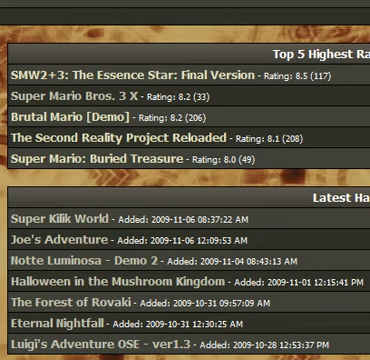 Top 5 Highest Ra
SMW2+3: The Essence Star: Final Version - Rating: 8.5 (117)
Super Mario Bros. 3 X - Rating: 8.2 (33)
Brutal Mario [Demo] - Rating: 8.2 (206)
The Second Reality Project Reloaded - Rating: 8.1 (208)
Super Mario: Buried Treasure - Rating: 8.0 (49)
Latest Ha
Super Kilik World - Added: 2009-11-06 08:37:22 AM
Joe's Adventure - Added: 2009-11-06 12:09:53 AM
Notte Luminosa - Demo 2 - Added: 2009-11-04 08:43:13 AM
Halloween in the Mushroom Kingdom - Added: 2009-11-01 12:15:41 PM
The Forest of Rovaki - Added: 2009-10-31 09:57:09 AM
Eternal Nightfall - Added: 2009-10-31 12:30:25 AM
Luigi's Adventure OSE - ver1.3 - Added: 2009-10-28 12:53:37 PM